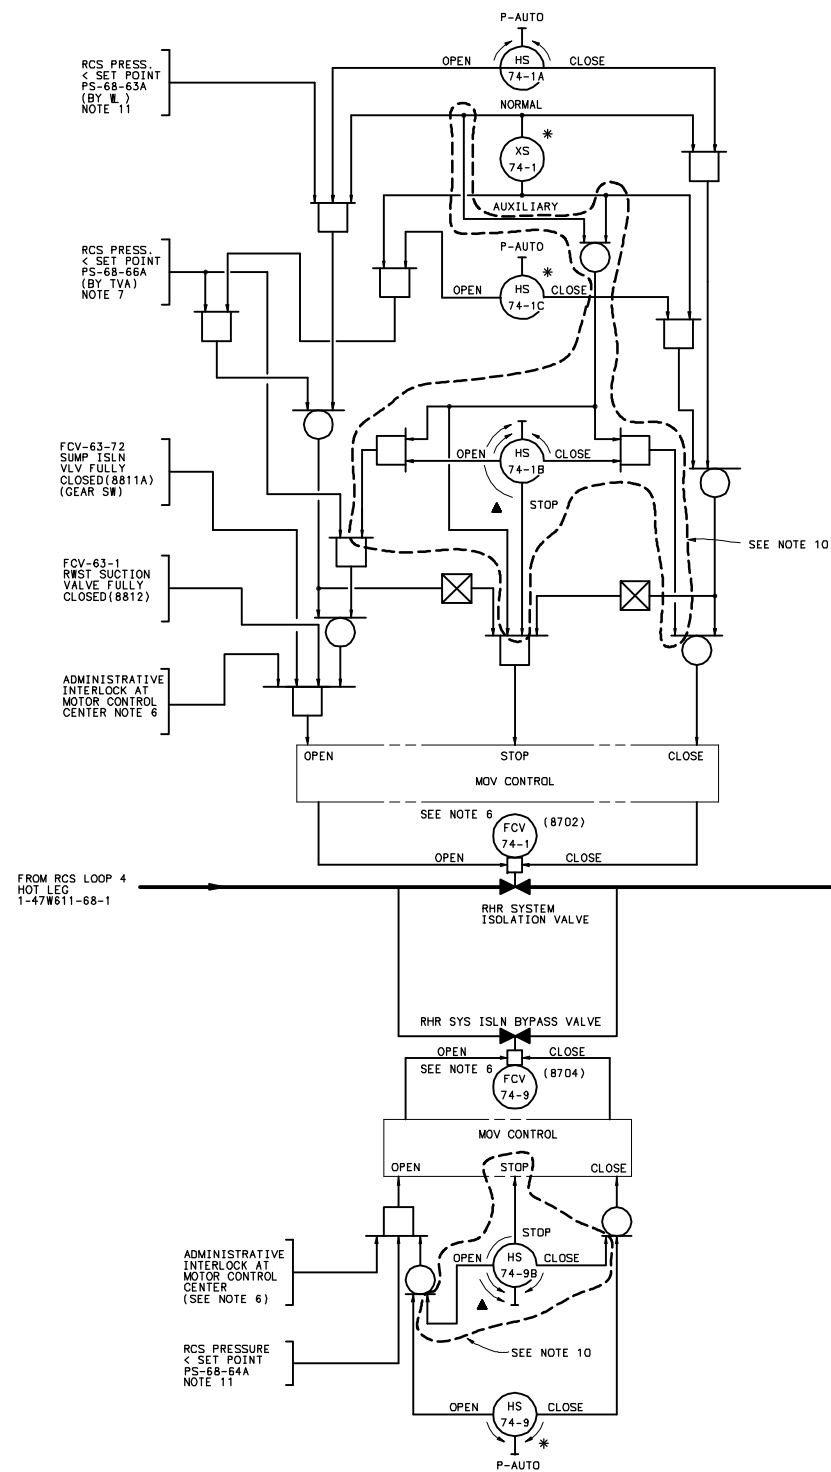 P-AUTO
RCS PRESS.
< SET POINT
PS-68-63A
(BY W )
NOTE 11
OPEN
HS
74-1A
CLOSE
NORMAL
XS
74-1
*
AUXILIARY
RCS PRESS.
< SET POINT
PS-68-66A
(BY TVA)
NOTE 7
P-AUTO
*
OPEN
HS
74-1C
CLOSE
FCV-63-72
SUMP ISLN
VLV FULLY
CLOSED(8811A)
(GEAR SW)
OPEN
HS
74-1B
CLOSE
STOP
SEE NOTE 10
FCV-63-1
RWST SUCTION
VALVE FULLY
CLOSED(8812)
ADMINISTRATIVE
INTERLOCK AT
MOTOR CONTROL
CENTER NOTE 6
OPEN
STOP
CLOSE
MOV CONTROL
SEE NOTE 6
FCV
74-1
(8702)
OPEN
CLOSE
FROM RCS LOOP 4
HOT LEG
1-47W611-68-1
RHR SYSTEM
ISOLATION VALVE
RHR SYS ISLN BYPASS VALVE
OPEN
CLOSE
SEE NOTE 6
FCV
74-9
(8704)
MOV CONTROL
OPEN
STOP
CLOSE
STOP
OPEN
HS
74-9B
CLOSE
ADMINISTRATIVE
INTERLOCK AT
MOTOR CONTROL
CENTER
(SEE NOTE 6)
SEE NOTE 10
RCS PRESSURE
< SET POINT
PS-68-64A
NOTE 11
OPEN
HS
74-9
CLOSE
*
P-AUTO